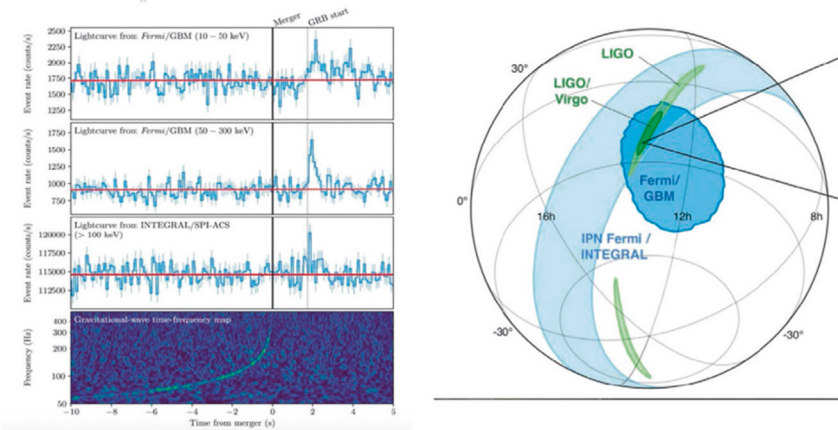 Merger
GRB start
Lightcurve from Fermi/GBM (10 – 50 keV)
Event rate (counts/s)
2500
2250
2000
1750
1500
1250
Lightcurve from Fermi/GBM (50 – 300 keV)
Event rate (counts/s)
1750
1500
1250
1000
750
Lightcurve from INTEGRAL/SPI-ACS
(> 100 keV)
Event rate (counts/s)
120000
117500
115000
112500
Gravitational-wave time-frequency map
Frequency (Hz)
400
300
200
100
50
−10 −8 −6 −4 −2 0 2 4 6
Time from merger (s)
LIGO
30°
LIGO/
Virgo
Fermi/
GBM
0°
16h 12h 8h
IPN Fermi /
INTEGRAL
-30° -30°